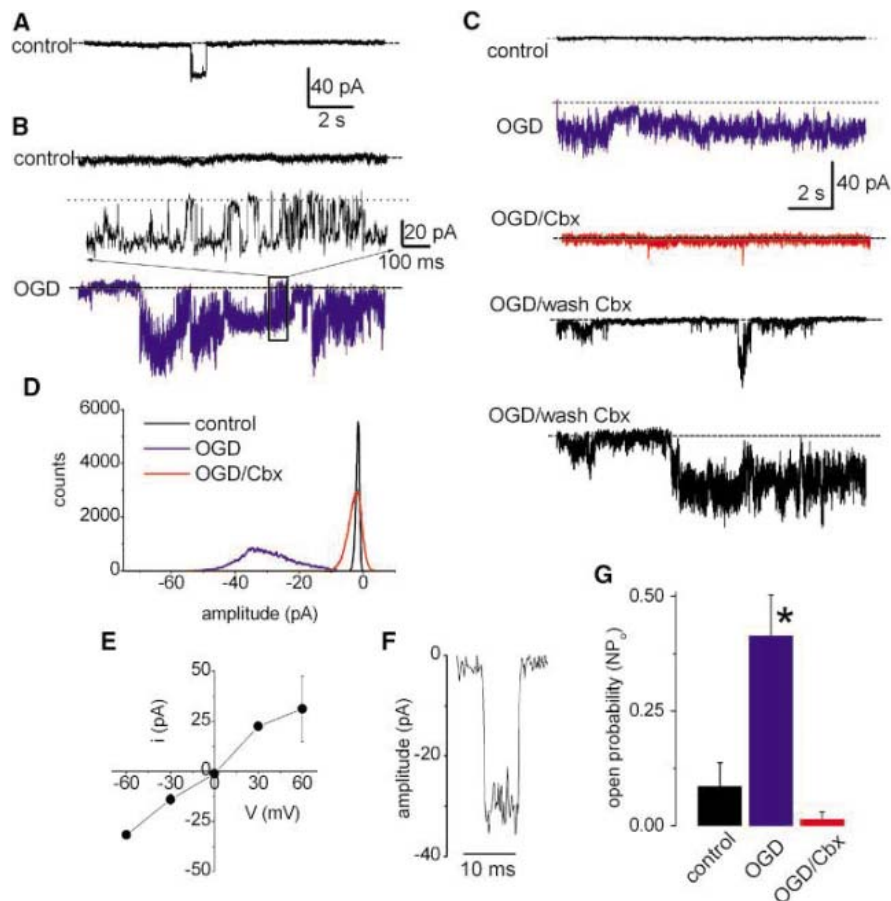 A
control
40 pA
2 s
B
control
20 pA
100 ms
OGD
C
control
OGD
40 pA
2 s
OGD/Cbx
OGD/wash Cbx
OGD/wash Cbx
D
6000
4000
2000
0
counts
control
OGD
OGD/Cbx
-60 -40 -20 0
amplitude (pA)
E
50
25
0
-25
-50
i (pA)
-60 -30 0 30 60
V (mV)
F
0
-20
-40
amplitude (pA)
10 ms
G
0.50
0.25
0.00
open probability (NPo)
*
control
OGD
OGD/Cbx